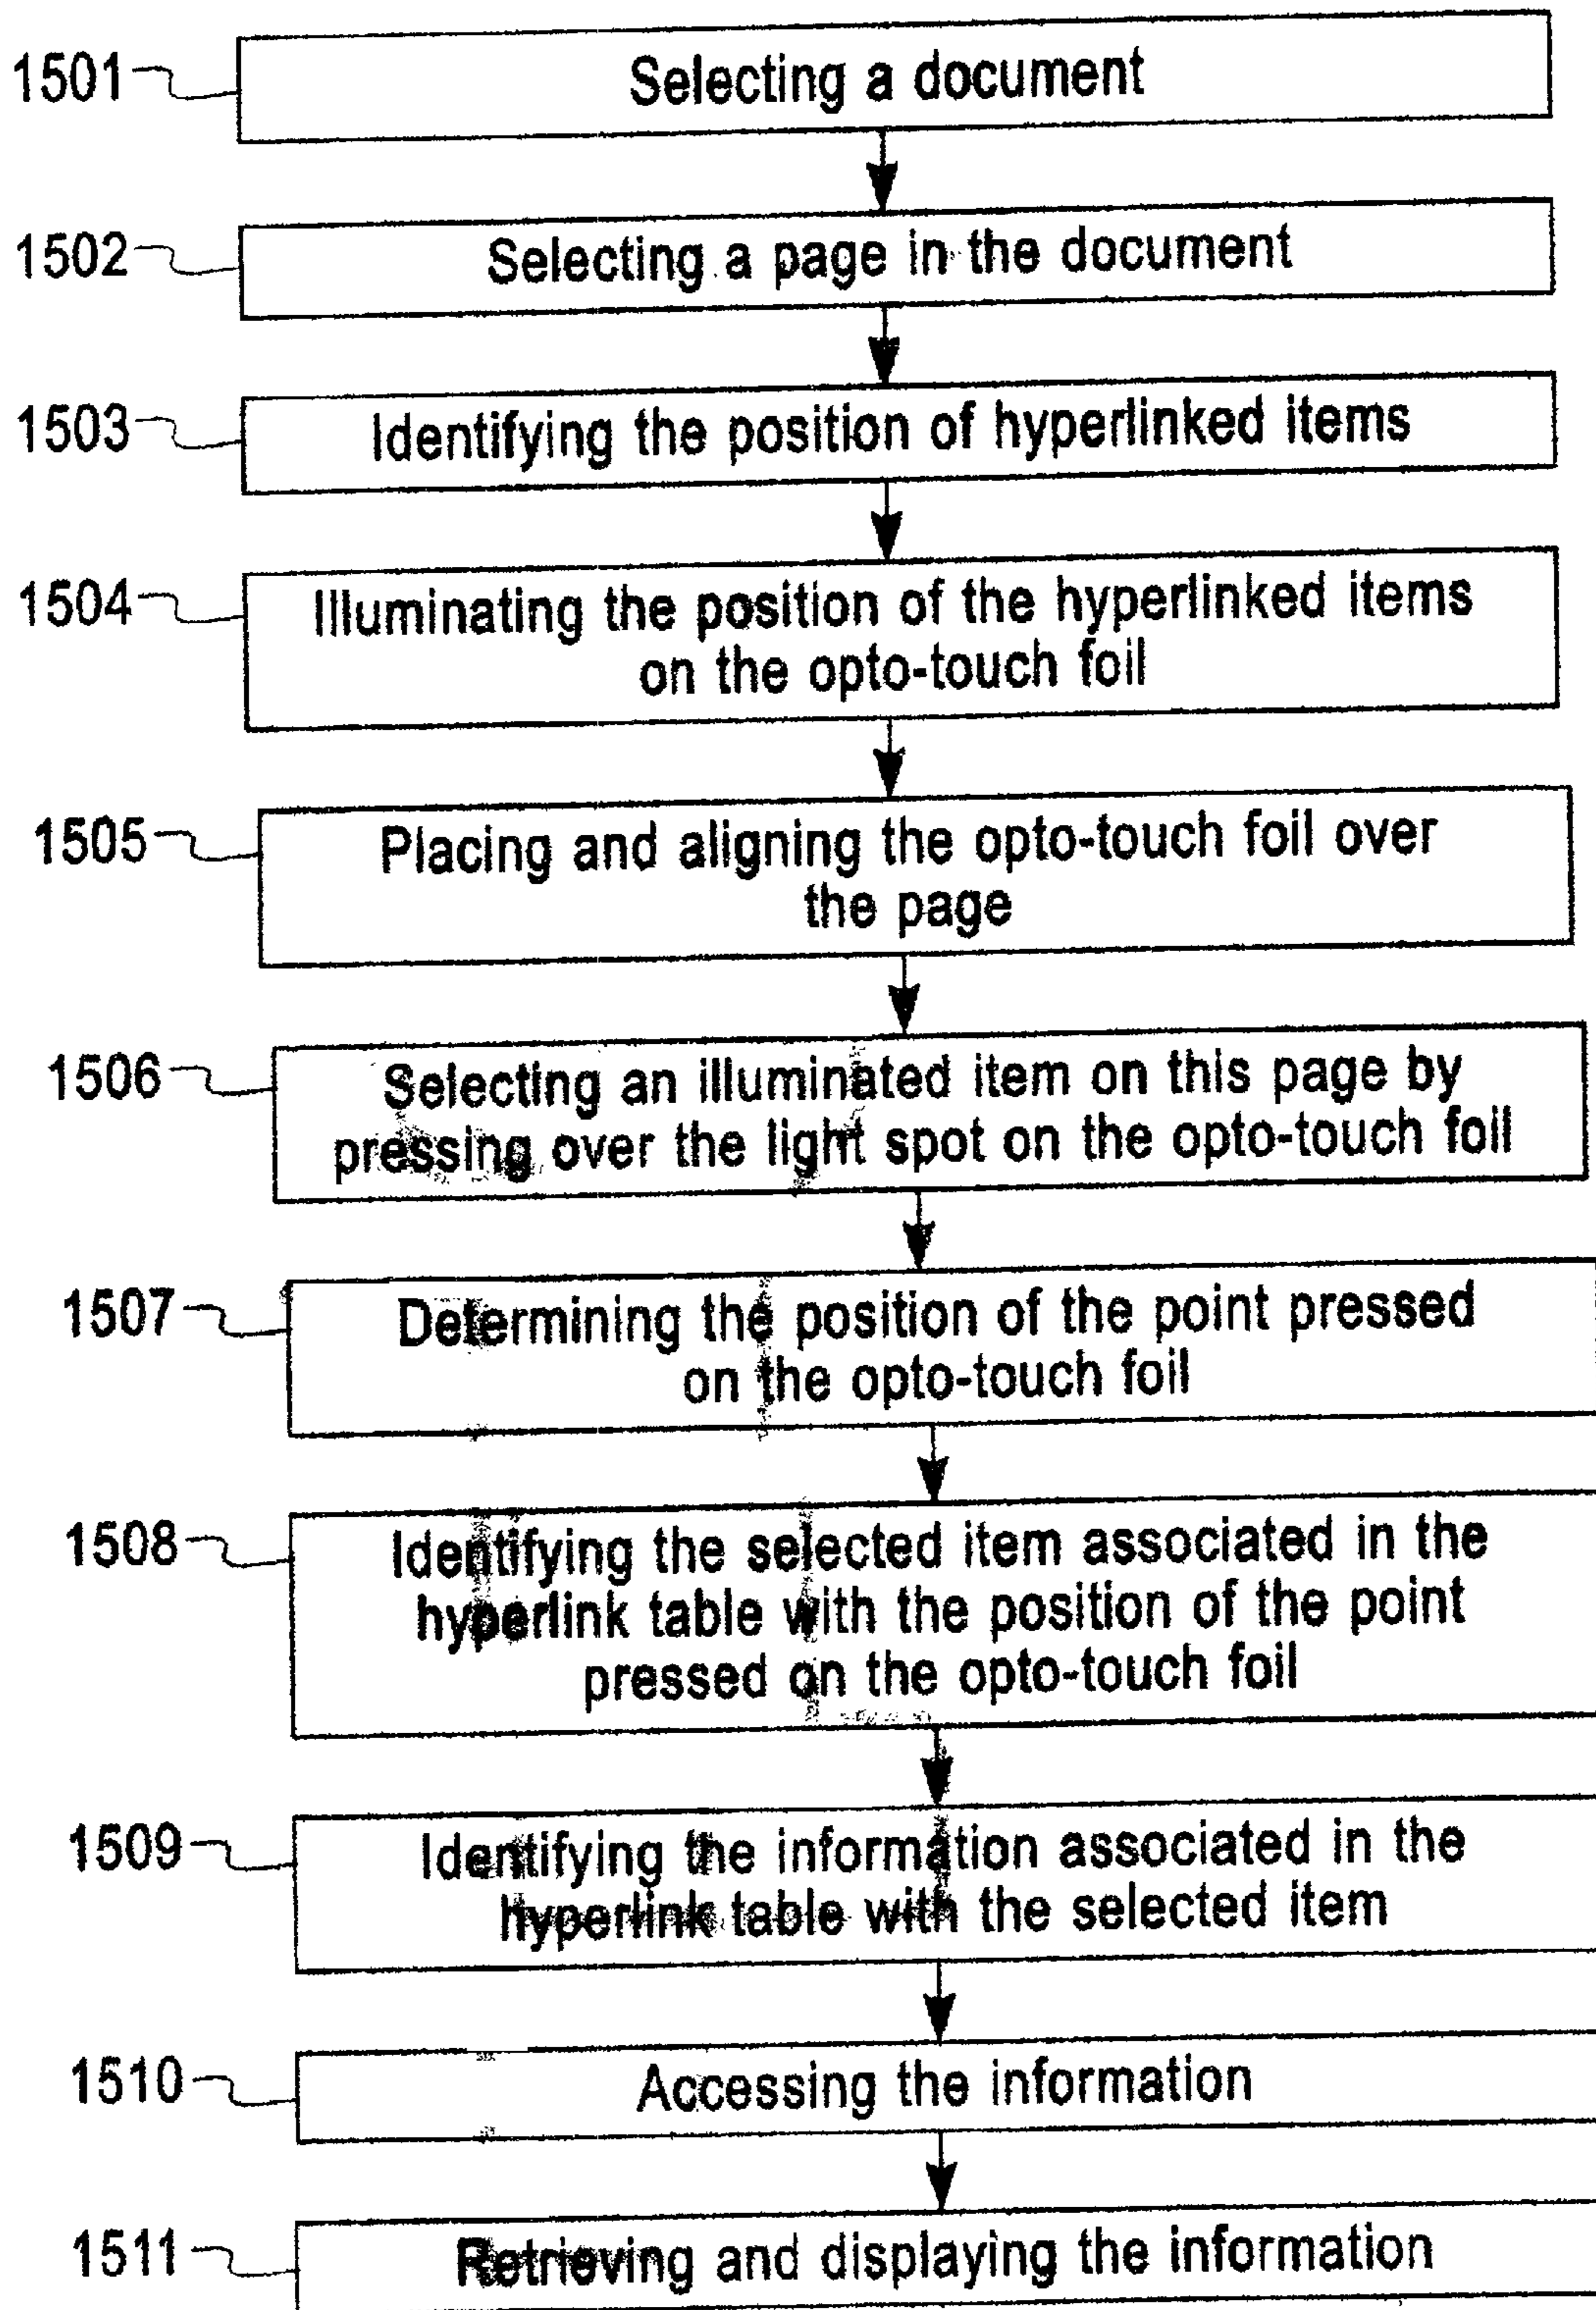 1501
Selecting a document
1502
Selecting a page in the document
1503
Identifying the position of hyperlinked items
1504
Illuminating the position of the hyperlinked items
on the opto-touch foil
1505
Placing and aligning the opto-touch foil over
the page
1506
Selecting an illuminated item on this page by
pressing over the light spot on the opto-touch foil
1507
Determining the position of the point pressed
on the opto-touch foil
1508
Identifying the selected item associated in the
hyperlink table with the position of the point
pressed on the opto-touch foil
1509
Identifying the information associated in the
hyperlink table with the selected item
1510
Accessing the information
1511
Retrieving and displaying the information